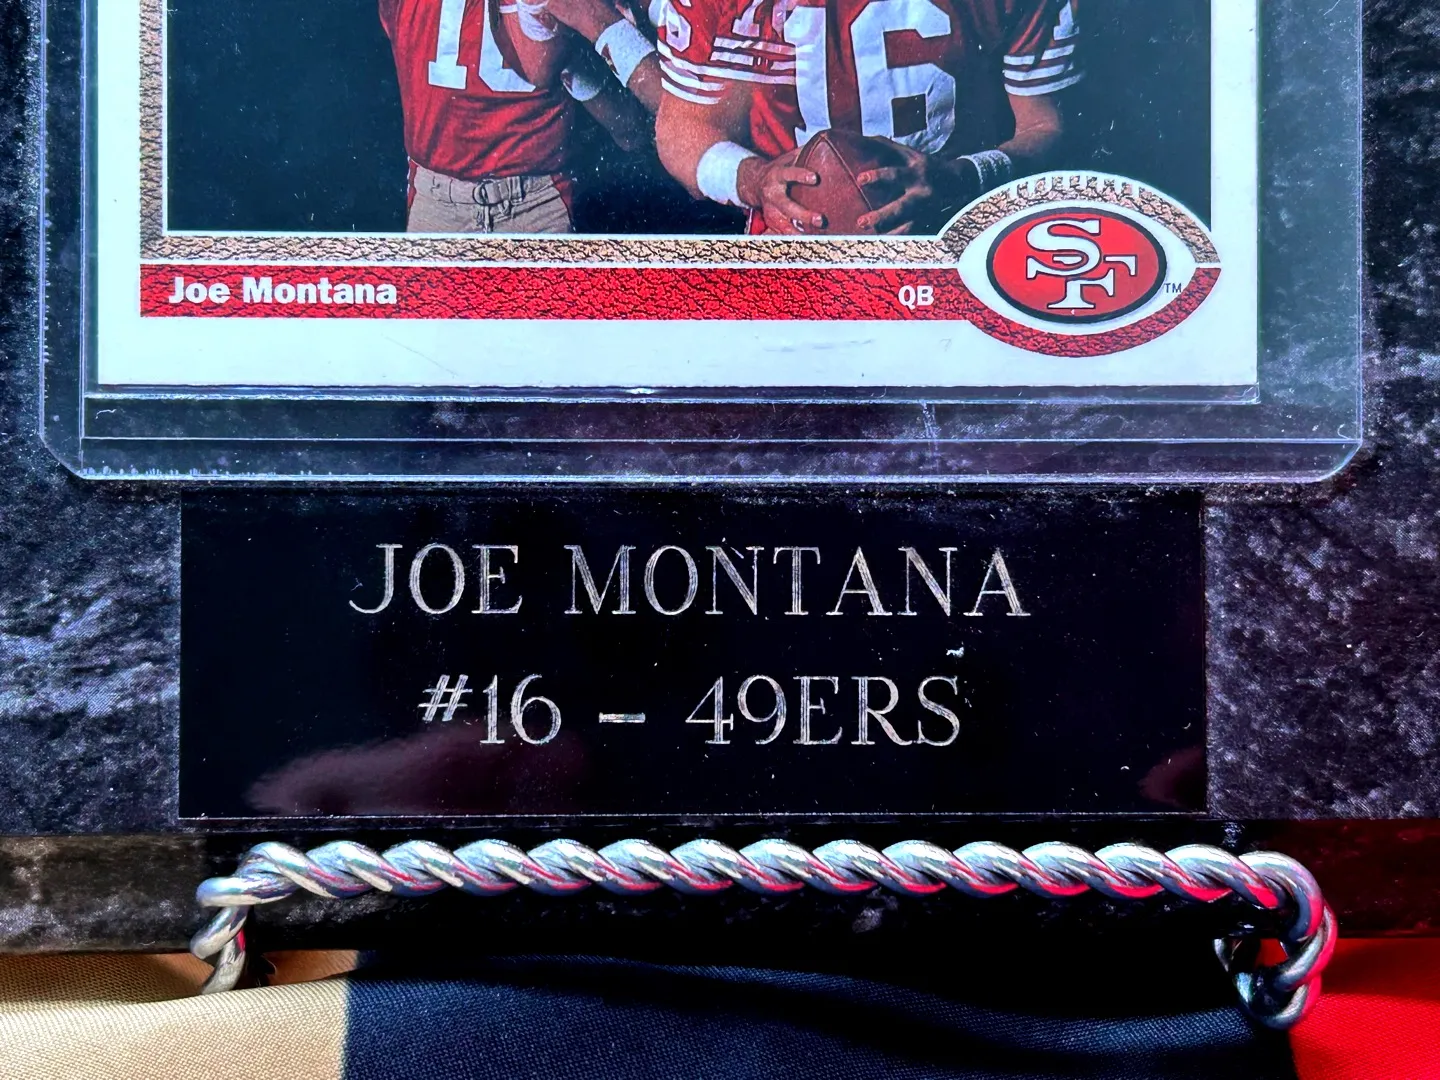 16 16
Joe Montana QB SF TM
JOE MONTANA
#16 – 49ERS